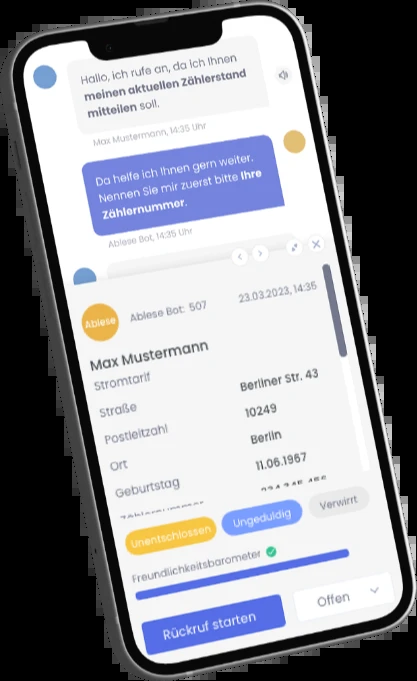 Hallo, ich rufe an, da ich Ihnen
meinen aktuellen Zählerstand
mitteilen soll.
Max Mustermann, 14:35 Uhr
Da helfe ich Ihnen gern weiter.
Nennen Sie mir zuerst bitte Ihre
Zählernummer.
Ablese Bot, 14:35 Uhr
Ablese
Ablese Bot: 507
23.03.2023, 14:35
Max Mustermann
Stromtarif
Straße
Berliner Str. 43
Postleitzahl
10249
Ort
Berlin
Geburtstag
11.06.1967
Unentschlossen
Ungeduldig
Verwirrt
Freundlichkeitsbarometer
Rückruf starten
Offen